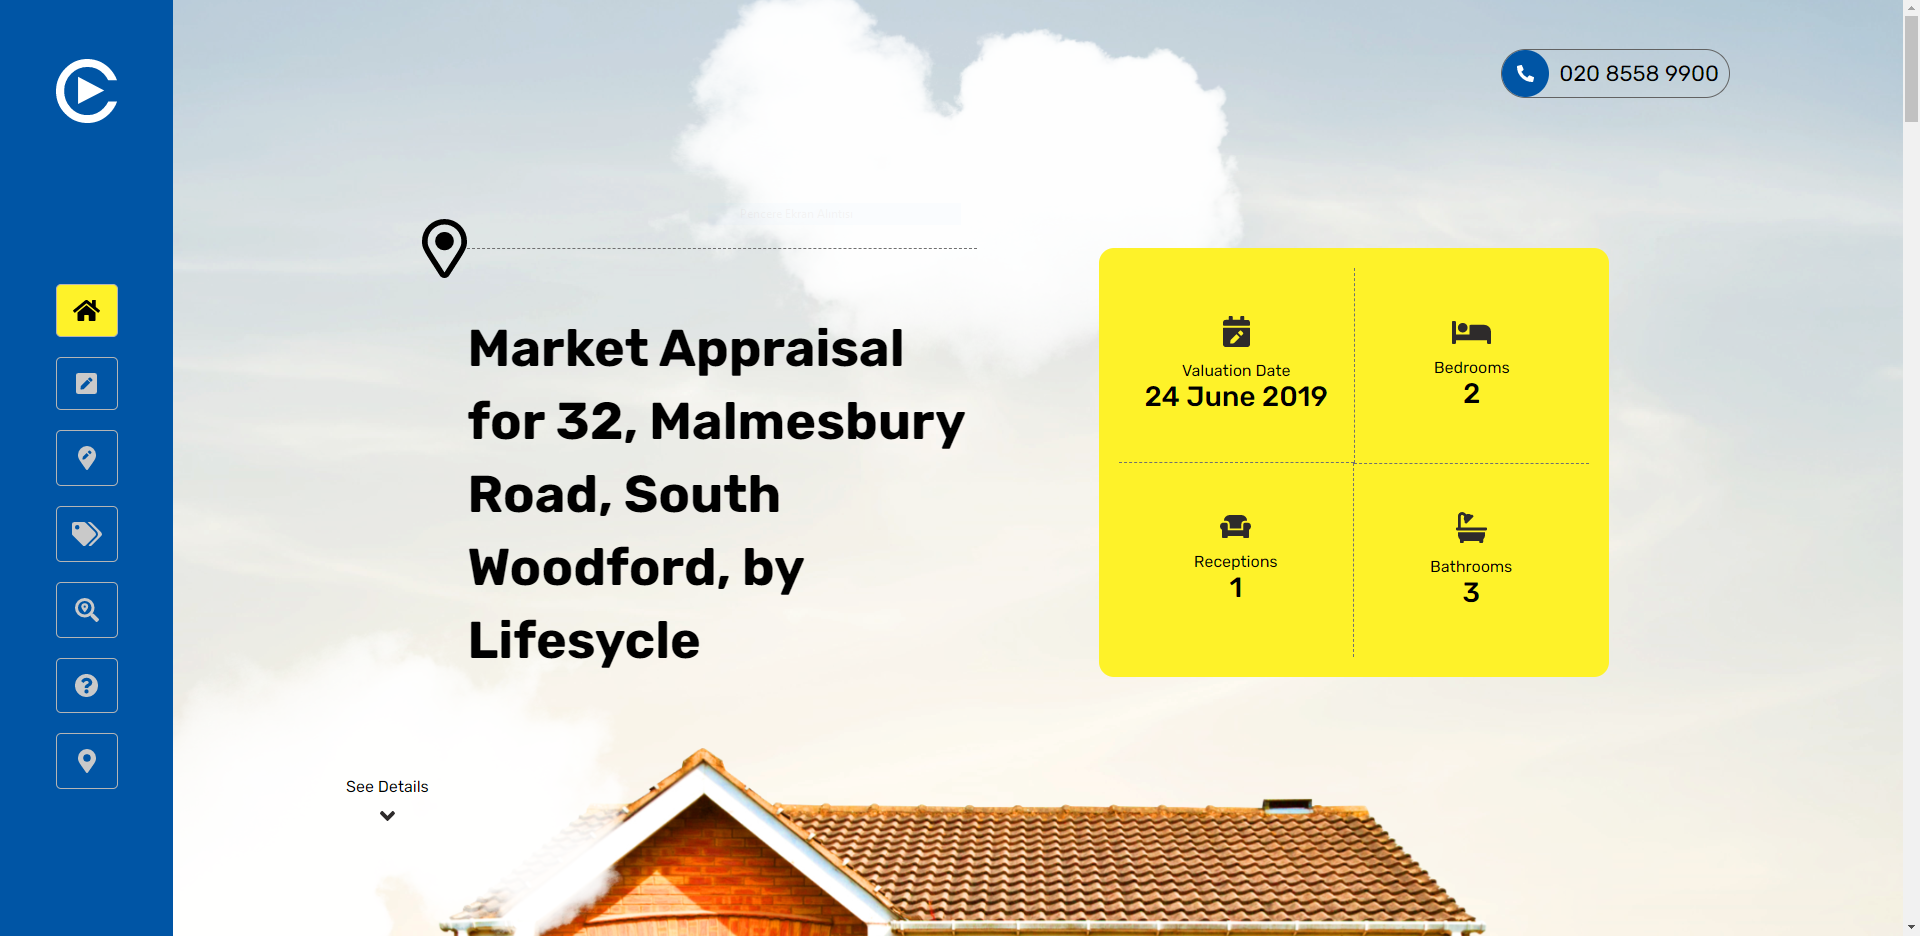 020 8558 9900
Market Appraisal
for 32, Malmesbury
Road, South
Woodford, by
Lifesycle
Valuation Date
24 June 2019
Bedrooms
2
Receptions
1
Bathrooms
3
See Details